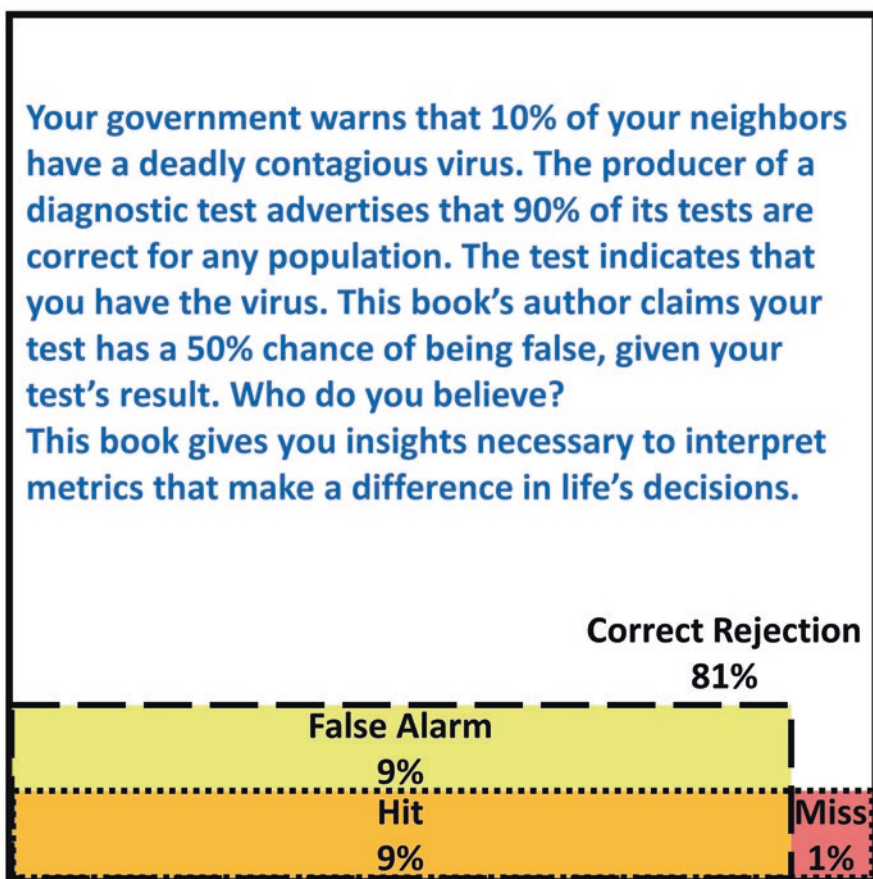 Your government warns that 10% of your neighbors
have a deadly contagious virus. The producer of a
diagnostic test advertises that 90% of its tests are
correct for any population. The test indicates that
you have the virus. This book’s author claims your
test has a 50% chance of being false, given your
test’s result. Who do you believe?
This book gives you insights necessary to interpret
metrics that make a difference in life’s decisions.
Correct Rejection
81%
False Alarm
9%
Hit
9%
Miss
1%